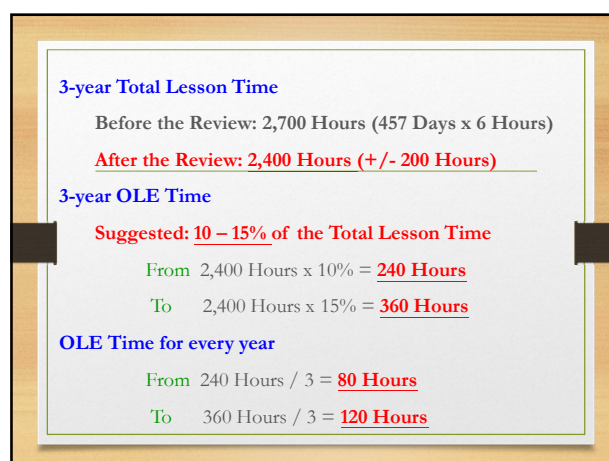 3-year Total Lesson Time
Before the Review: 2,700 Hours (457 Days x 6 Hours)
After the Review: 2,400 Hours (+/- 200 Hours)
3-year OLE Time
Suggested: 10 – 15% of the Total Lesson Time
From 2,400 Hours x 10% = 240 Hours
To 2,400 Hours x 15% = 360 Hours
OLE Time for every year
From 240 Hours / 3 = 80 Hours
To 360 Hours / 3 = 120 Hours